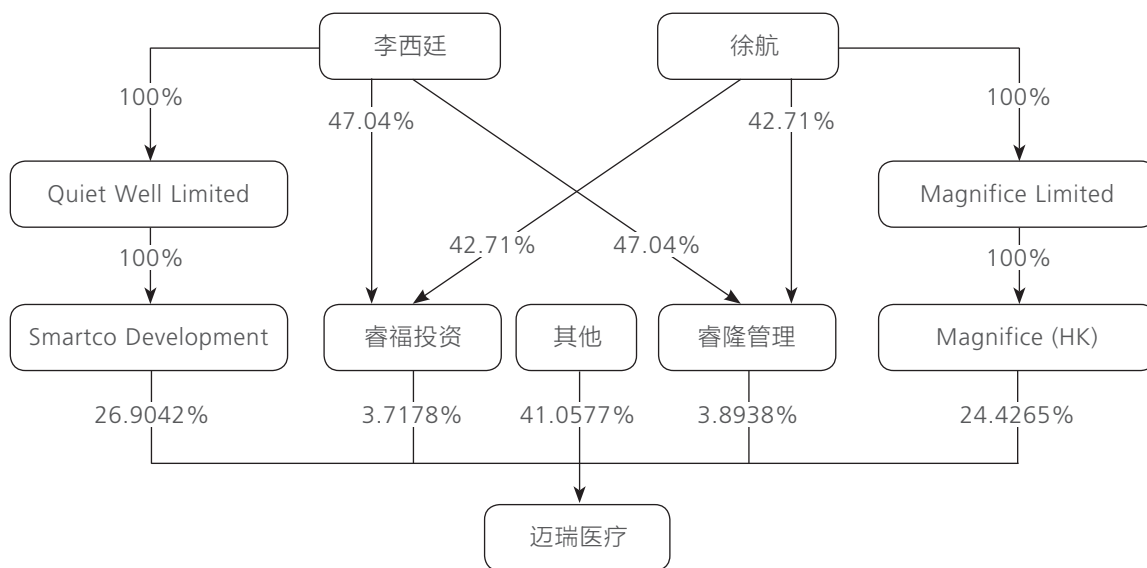 李西廷
徐航
100%
47.04%
42.71%
100%
Quiet Well Limited
Magnifice Limited
42.71%
47.04%
100%
100%
Smartco Development
睿福投资
其他
睿隆管理
Magnifice (HK)
26.9042%
3.7178%
41.0577%
3.8938%
24.4265%
迈瑞医疗